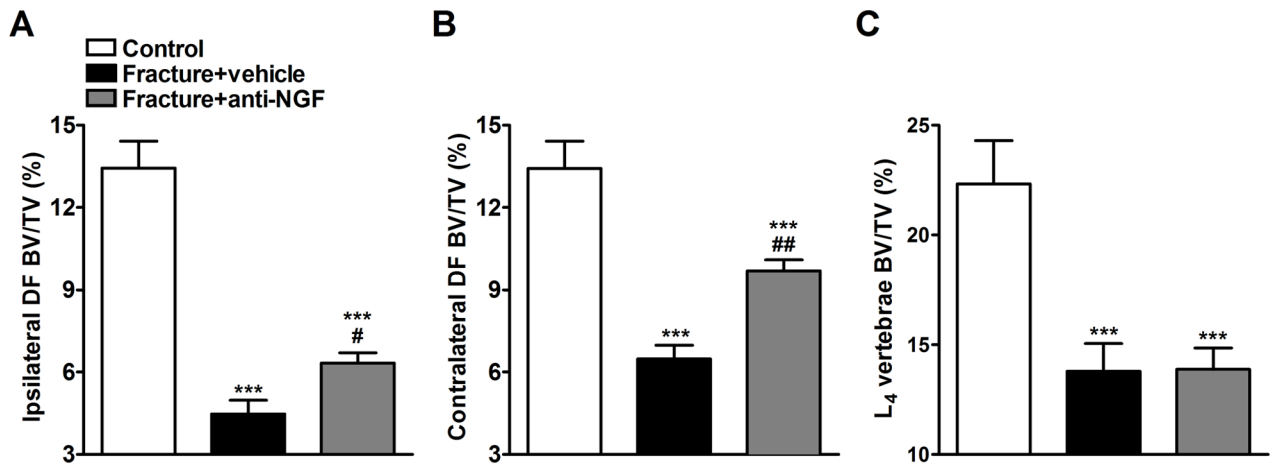 A
Control
Fracture+vehicle
Fracture+anti-NGF
Ipsilateral DF BV/TV (%)
15
12
9
6
3
***
***
#
B
Contralateral DF BV/TV (%)
15
12
9
6
3
***
***
##
C
L4 vertebrae BV/TV (%)
25
20
15
10
***
***